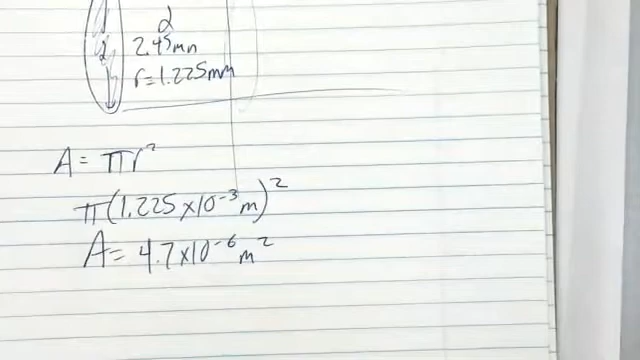 d
2.45mm
r=1.225mm
A = πr²
π(1.225×10⁻³m)²
A= 4.7×10⁻⁶m²